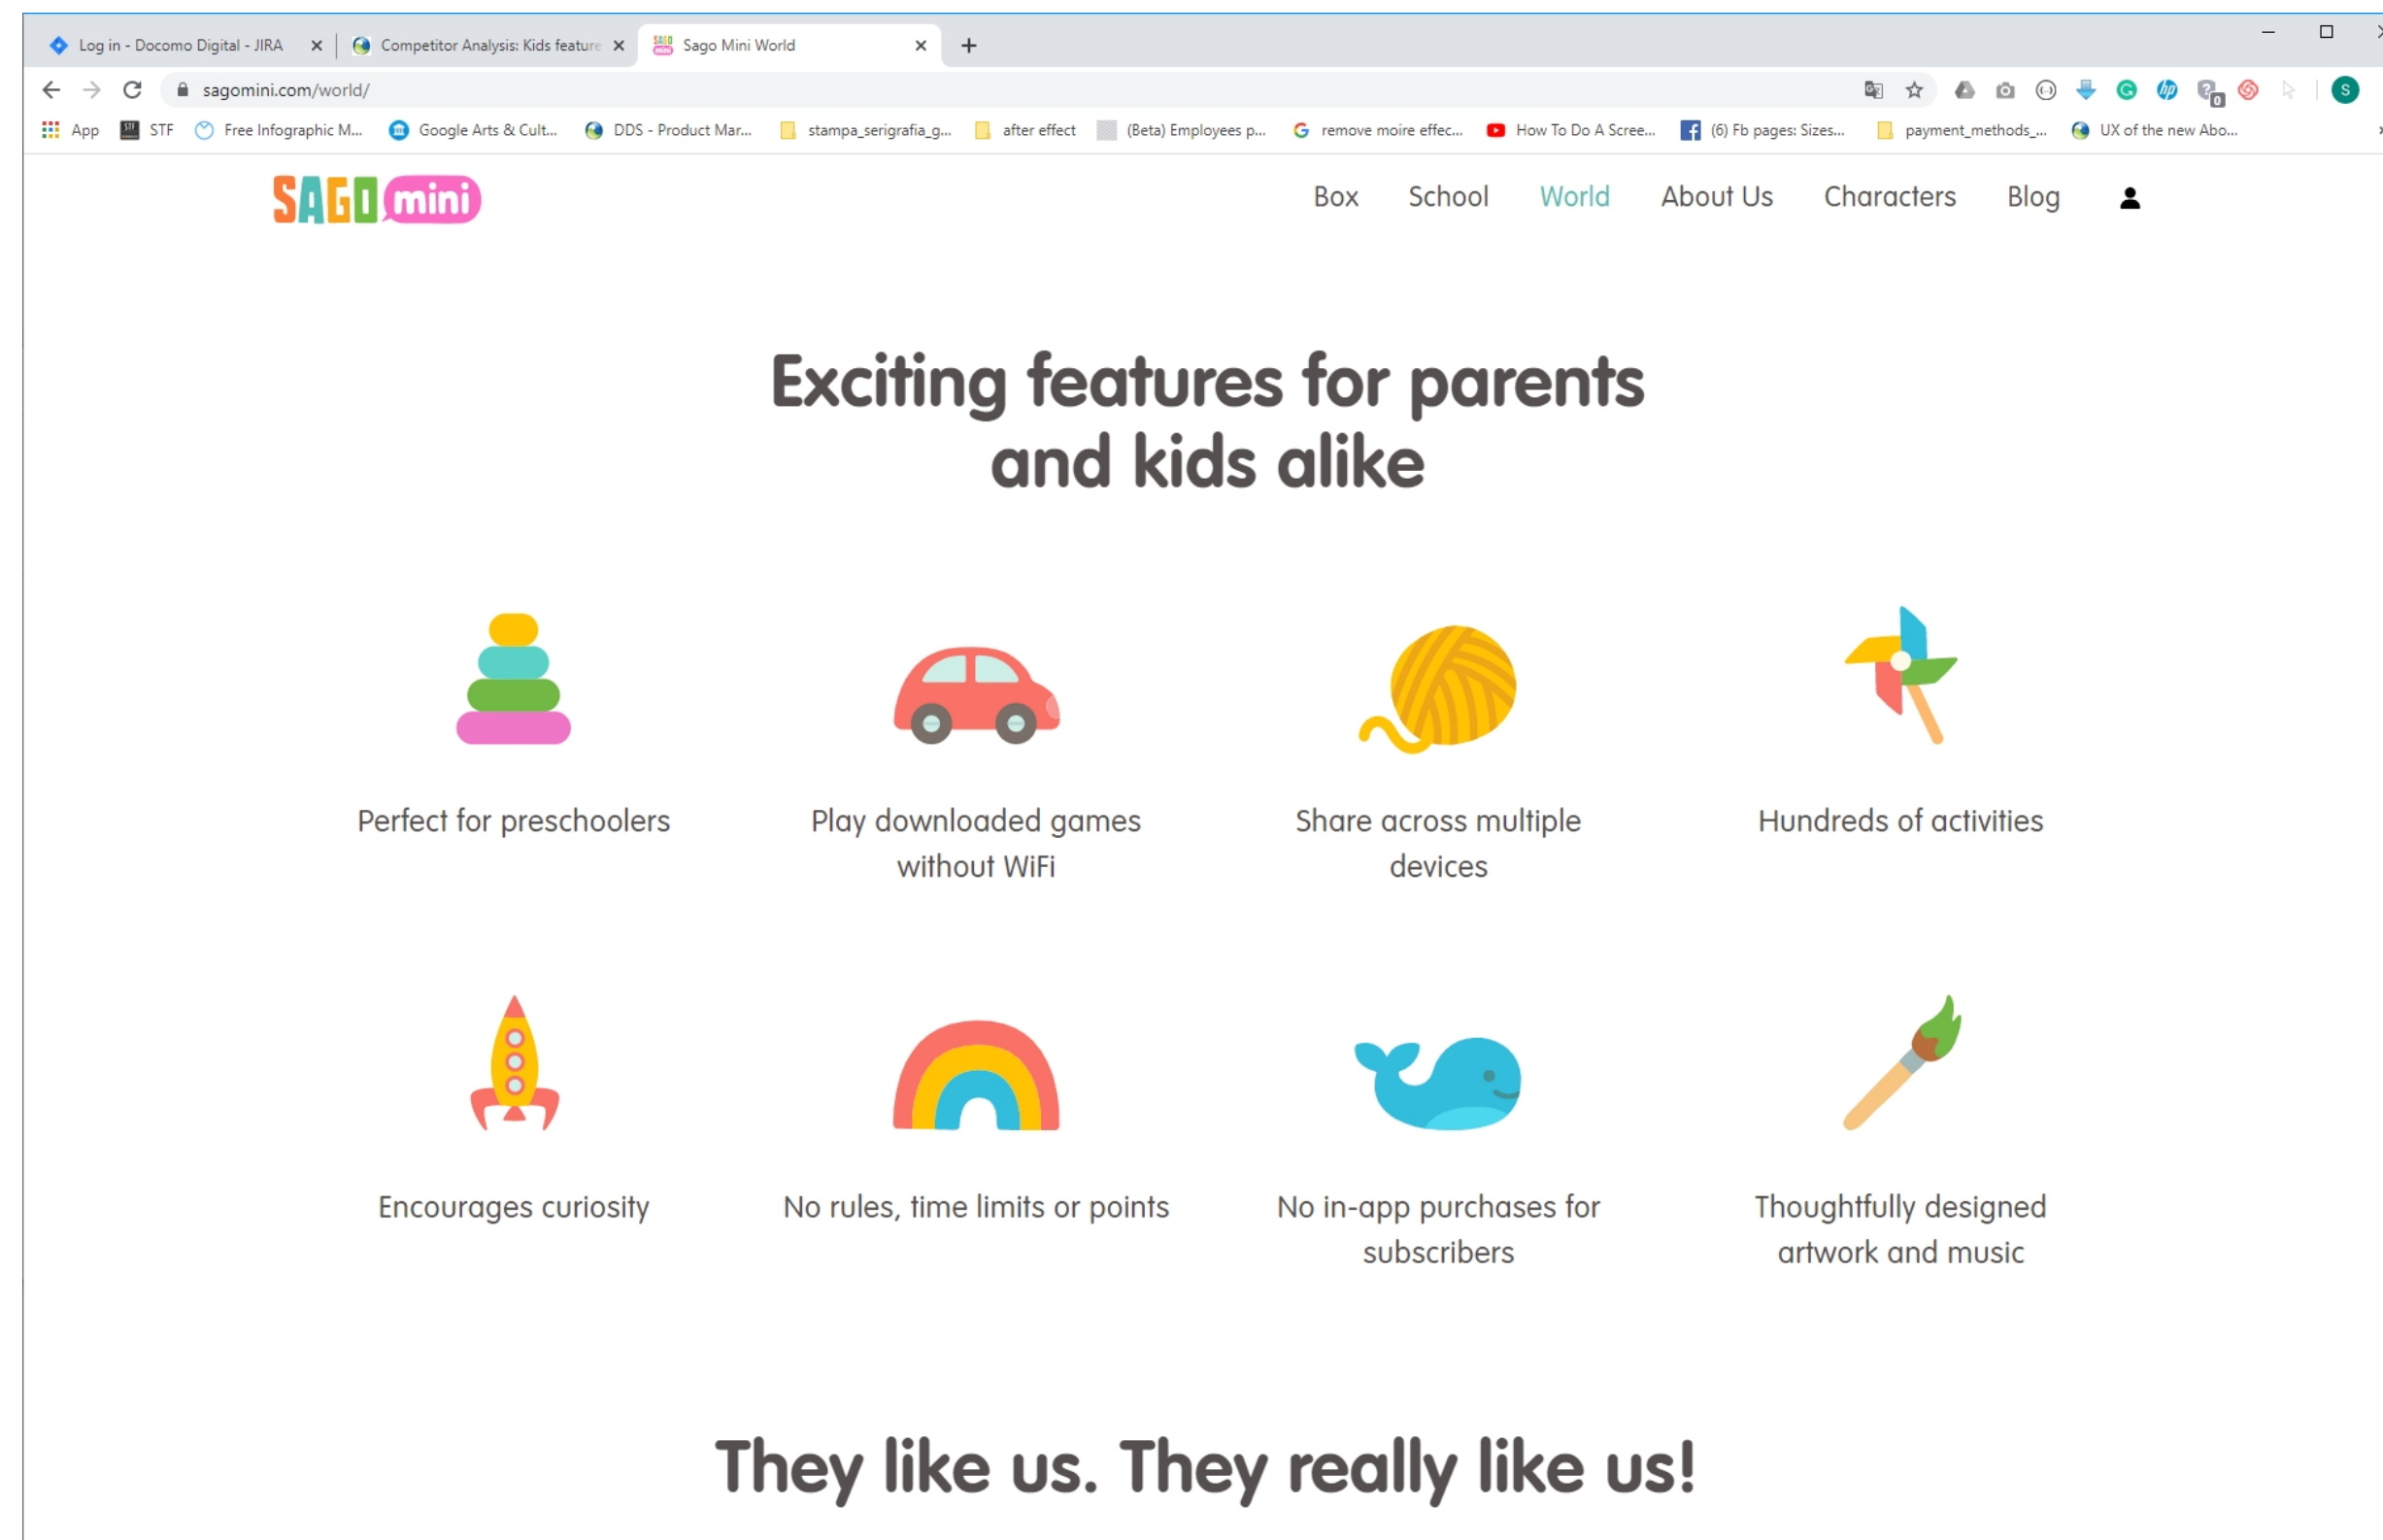 Log in - Docomo Digital - JIRA
Competitor Analysis: Kids feature
Sago Mini World
sagomini.com/world/
App STF Free Infographic M... Google Arts & Cult... DDS - Product Mar... stampa_serigrafia_g... after effect (Beta) Employees p... remove moire effec... How To Do A Scree... (6) Fb pages: Sizes... payment_methods_... UX of the new Abo...
SAGO mini
Box School World About Us Characters Blog
Exciting features for parents
and kids alike
Perfect for preschoolers
Play downloaded games
without WiFi
Share across multiple
devices
Hundreds of activities
Encourages curiosity
No rules, time limits or points
No in-app purchases for
subscribers
Thoughtfully designed
artwork and music
They like us. They really like us!